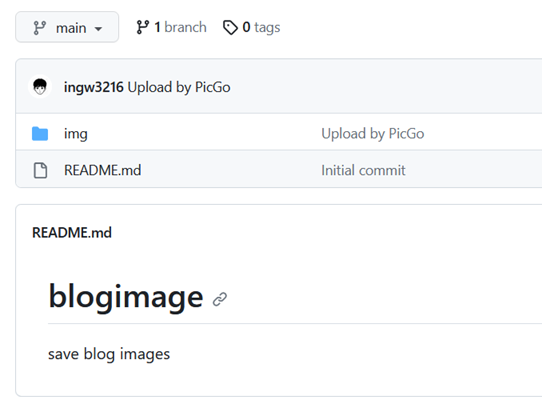 main 1 branch 0 tags
ingw3216 Upload by PicGo
img Upload by PicGo
README.md Initial commit
README.md
blogimage
save blog images